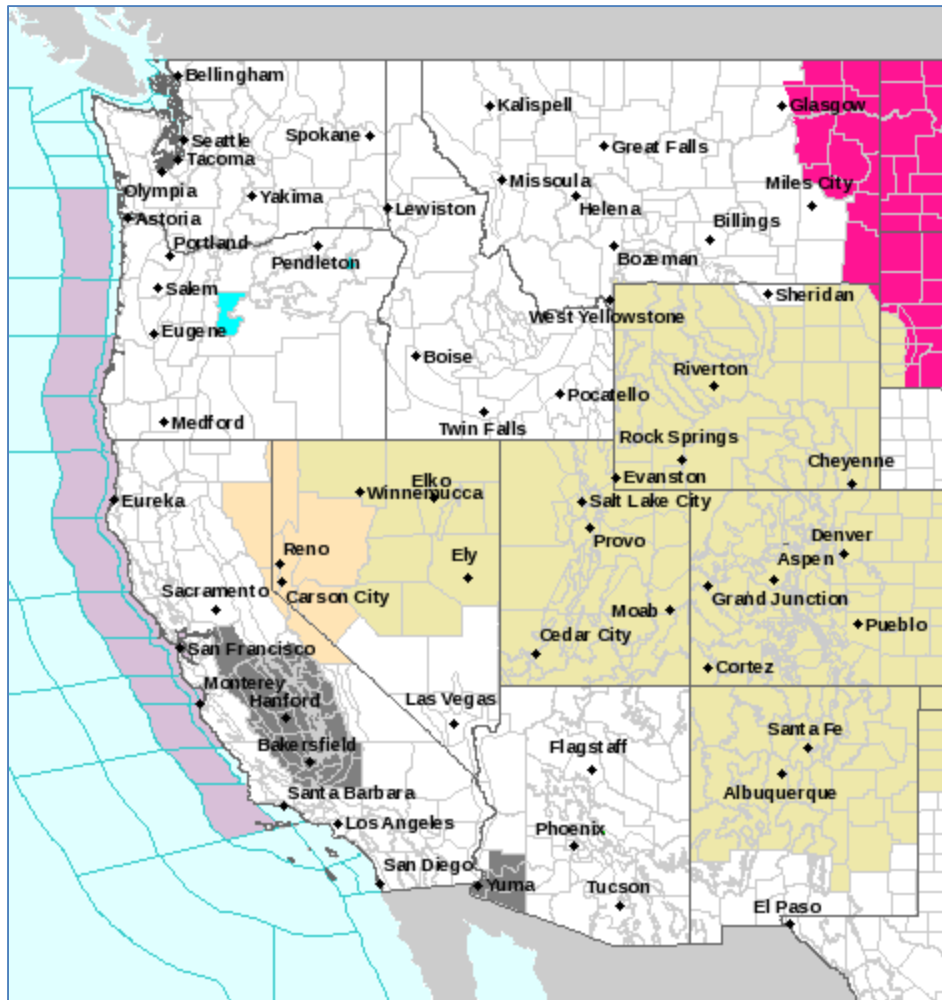 Bellingham
Kalispell
Glasgow
Seattle
Spokane
Great Falls
Tacoma
Missoula
Miles City
Olympia
Yakima
Lewiston
Helena
Astoria
Billings
Portland
Pendleton
Bozeman
Salem
Sheridan
West Yellowstone
Eugene
Boise
Riverton
Pocatello
Medford
Twin Falls
Rock Springs
Cheyenne
Elko
Evanston
Winnemucca
Eureka
Salt Lake City
Provo
Denver
Reno
Ely
Aspen
Sacramento
Carson City
Grand Junction
Moab
Pueblo
Cedar City
San Francisco
Cortez
Monterey
Hanford
Las Vegas
Santa Fe
Bakersfield
Flagstaff
Santa Barbara
Albuquerque
Los Angeles
Phoenix
San Diego
Yuma
Tucson
El Paso